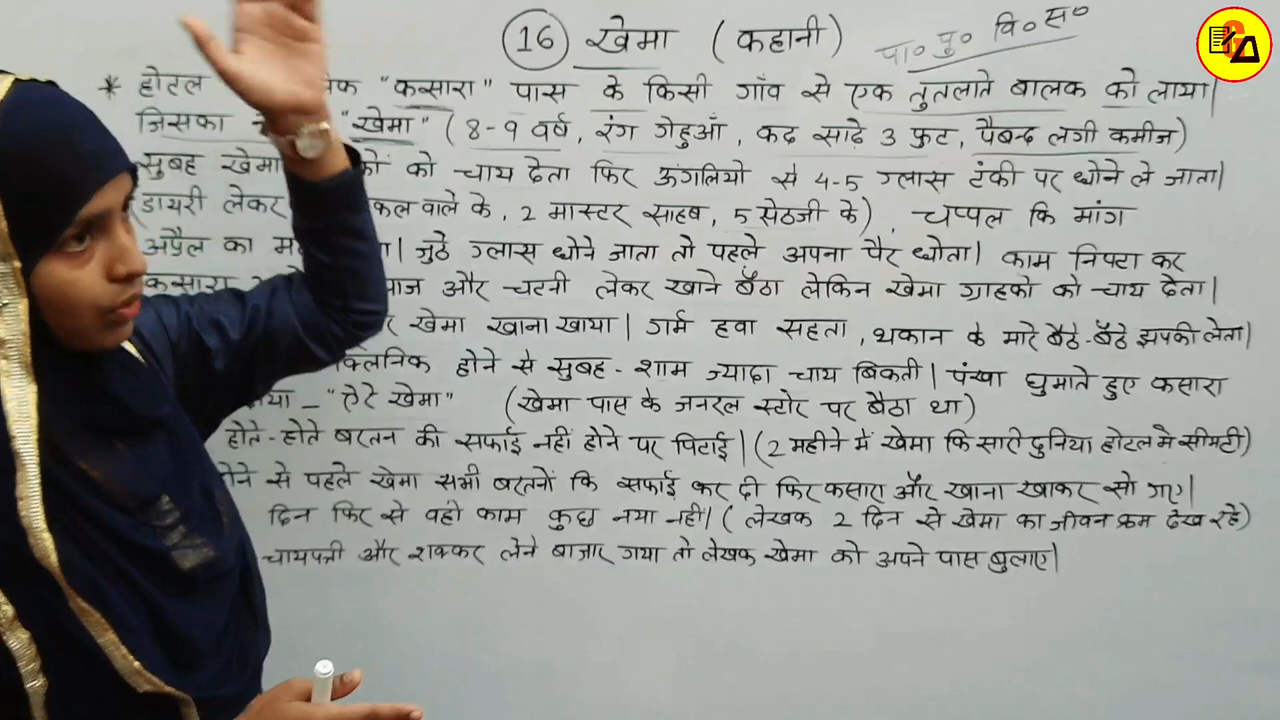 16 खेमा (कहानी) पा० पु० वि० स०
* होटल "कसारा" पास के किसी गाँव से एक तुतलाते बालक को लाया|
जिसका "खेमा" (8-9 वर्ष, रंग गेहुआँ, कद साढ़े 3 फुट, पैबन्द लगी कमीज)
सुबह खेमा को चाय देता फिर ऊंगलियो से 4-5 ग्लास टंकी पर धोने ले जाता|
(डायरी लेकर वाले के, 2 मास्टर साहब, 5 सेठजी के), चप्पल कि मांग
अप्रैल का जुठे ग्लास धोने जाता तो पहले अपना पैर धोता| काम निपटा कर
कसारा और चटनी लेकर खाने बैठा लेकिन खेमा ग्राहको को चाय देता|
खेमा खाना खाया| गर्म हवा सहता, थकान के मारे बैठे-बैठे झपकी लेता|
क्लिनिक होने से सुबह-शाम ज्यादा चाय बिकती| पंखा घुमाते हुए कसारा
"तेरे खेमा" (खेमा पास के जनरल स्टोर पर बैठा था)
होते-होते बरतन की सफाई नहीं होने पर पिटाई| (2 महीने में खेमा कि सारी दुनिया होटल मे सीमटी)
से पहले खेमा सभी बरतनों कि सफाई कर दी फिर कसारा और खाना खाकर सो गए|
दिन फिर से वही काम कुछ नया नही| (लेखक 2 दिन से खेमा का जीवन क्रम देख रहे)
चायपत्नी और शक्कर लेने बाजार गया तो लेखक खेमा को अपने पास बुलाए|